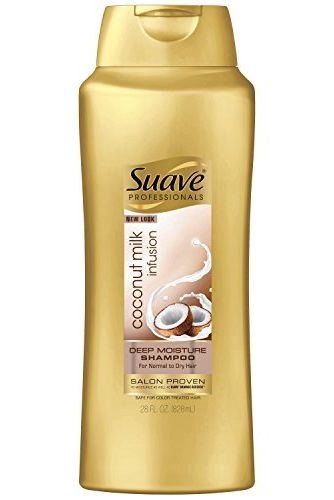 Suave
PROFESSIONALS
NEW LOOK
coconut milk
infusion
DEEP MOISTURE
SHAMPOO
For Normal to Dry Hair
SALON PROVEN
SAFE FOR COLOR TREATED HAIR
28 FL OZ (828mL)